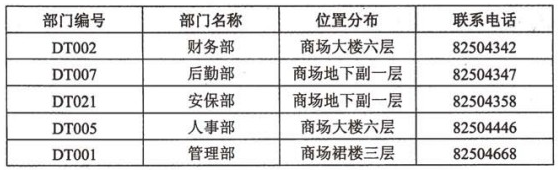 部门编号 部门名称 位置分布 联系电话
DT002 财务部 商场大楼六层 82504342
DT007 后勤部 商场地下副一层 82504347
DT021 安保部 商场地下副一层 82504358
DT005 人事部 商场大楼六层 82504446
DT001 管理部 商场裙楼三层 82504668